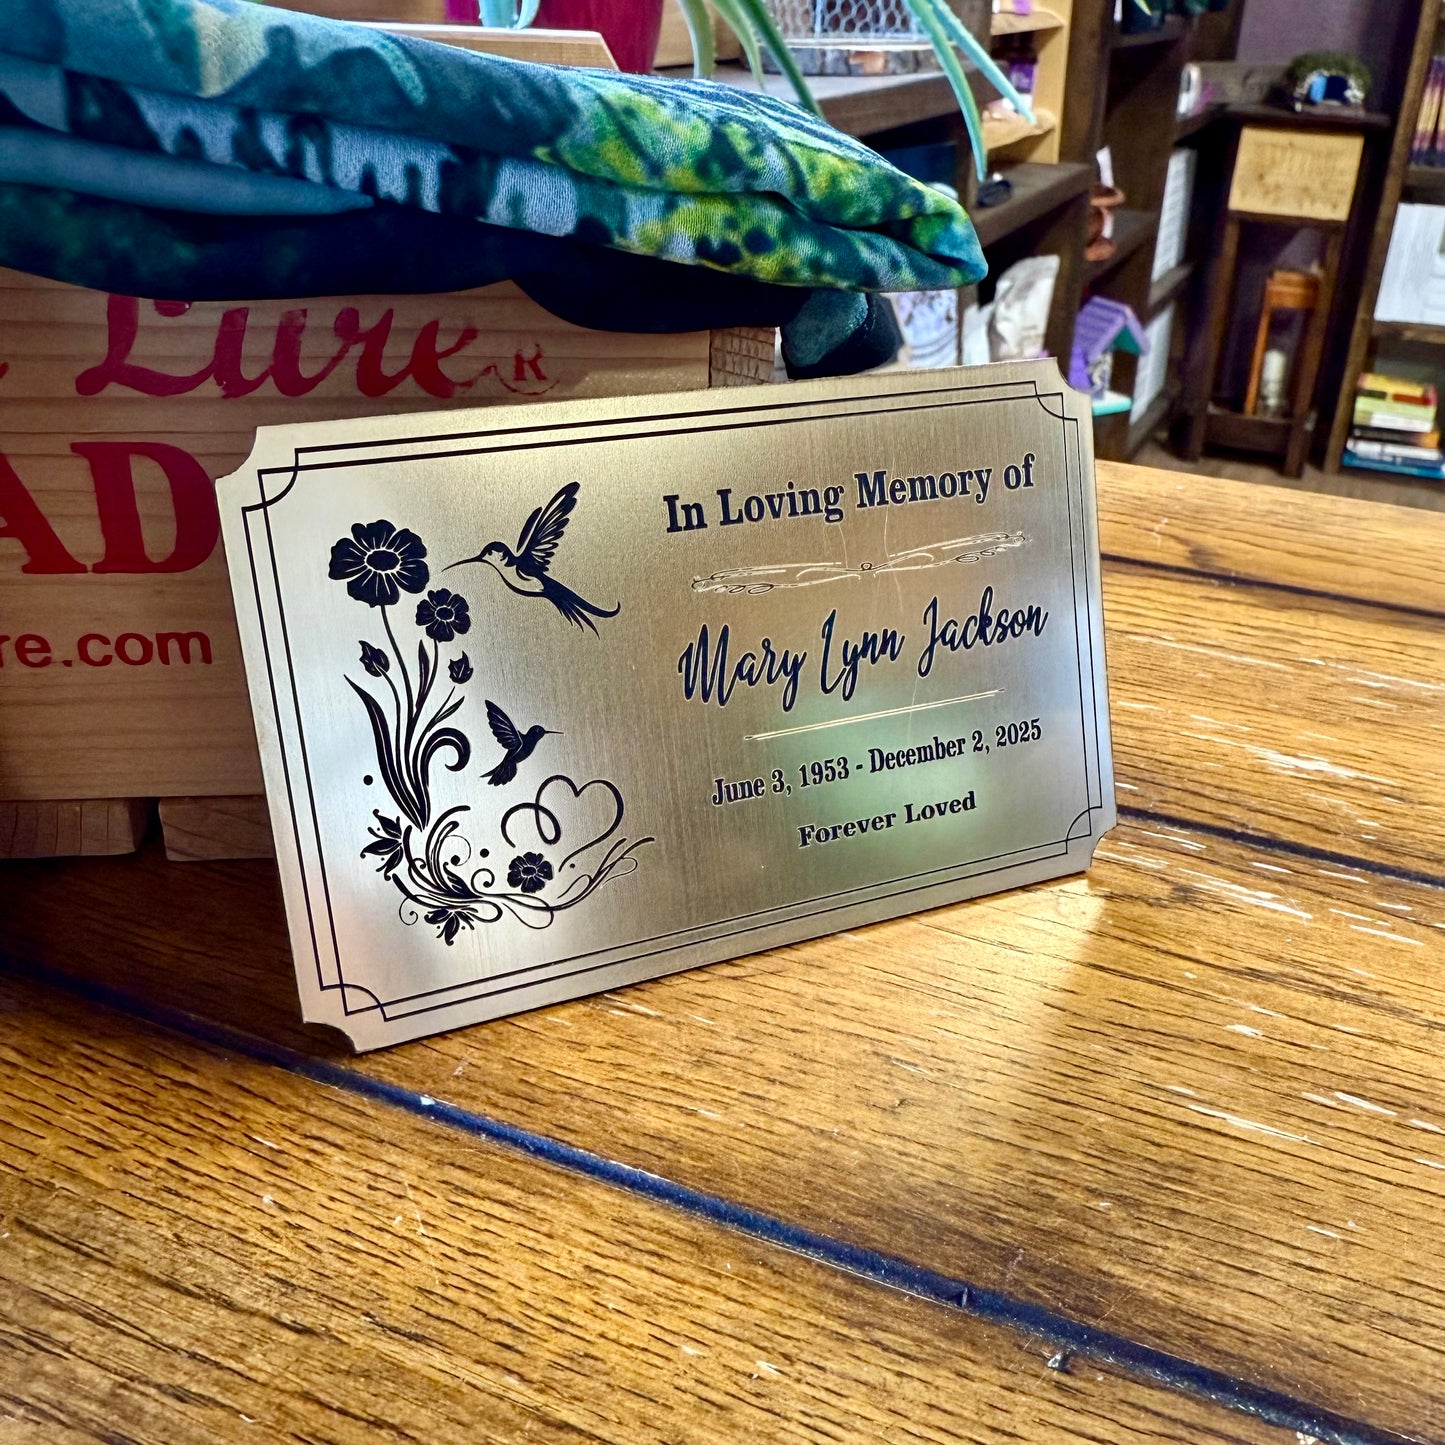 Lure R
AD
re.com
In Loving Memory of
Mary Lynn Jackson
June 3, 1953 - December 2, 2025
Forever Loved